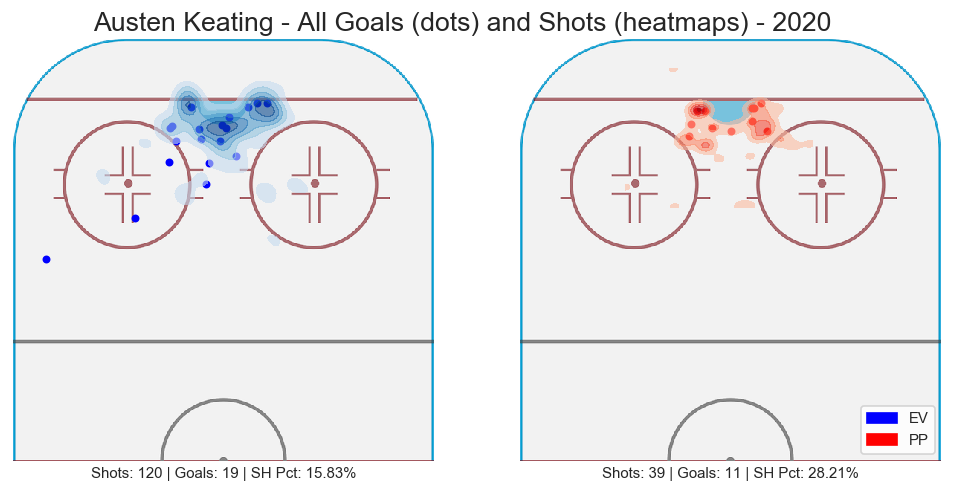 Austen Keating - All Goals (dots) and Shots (heatmaps) - 2020
EV
PP
Shots: 120 | Goals: 19 | SH Pct: 15.83%
Shots: 39 | Goals: 11 | SH Pct: 28.21%